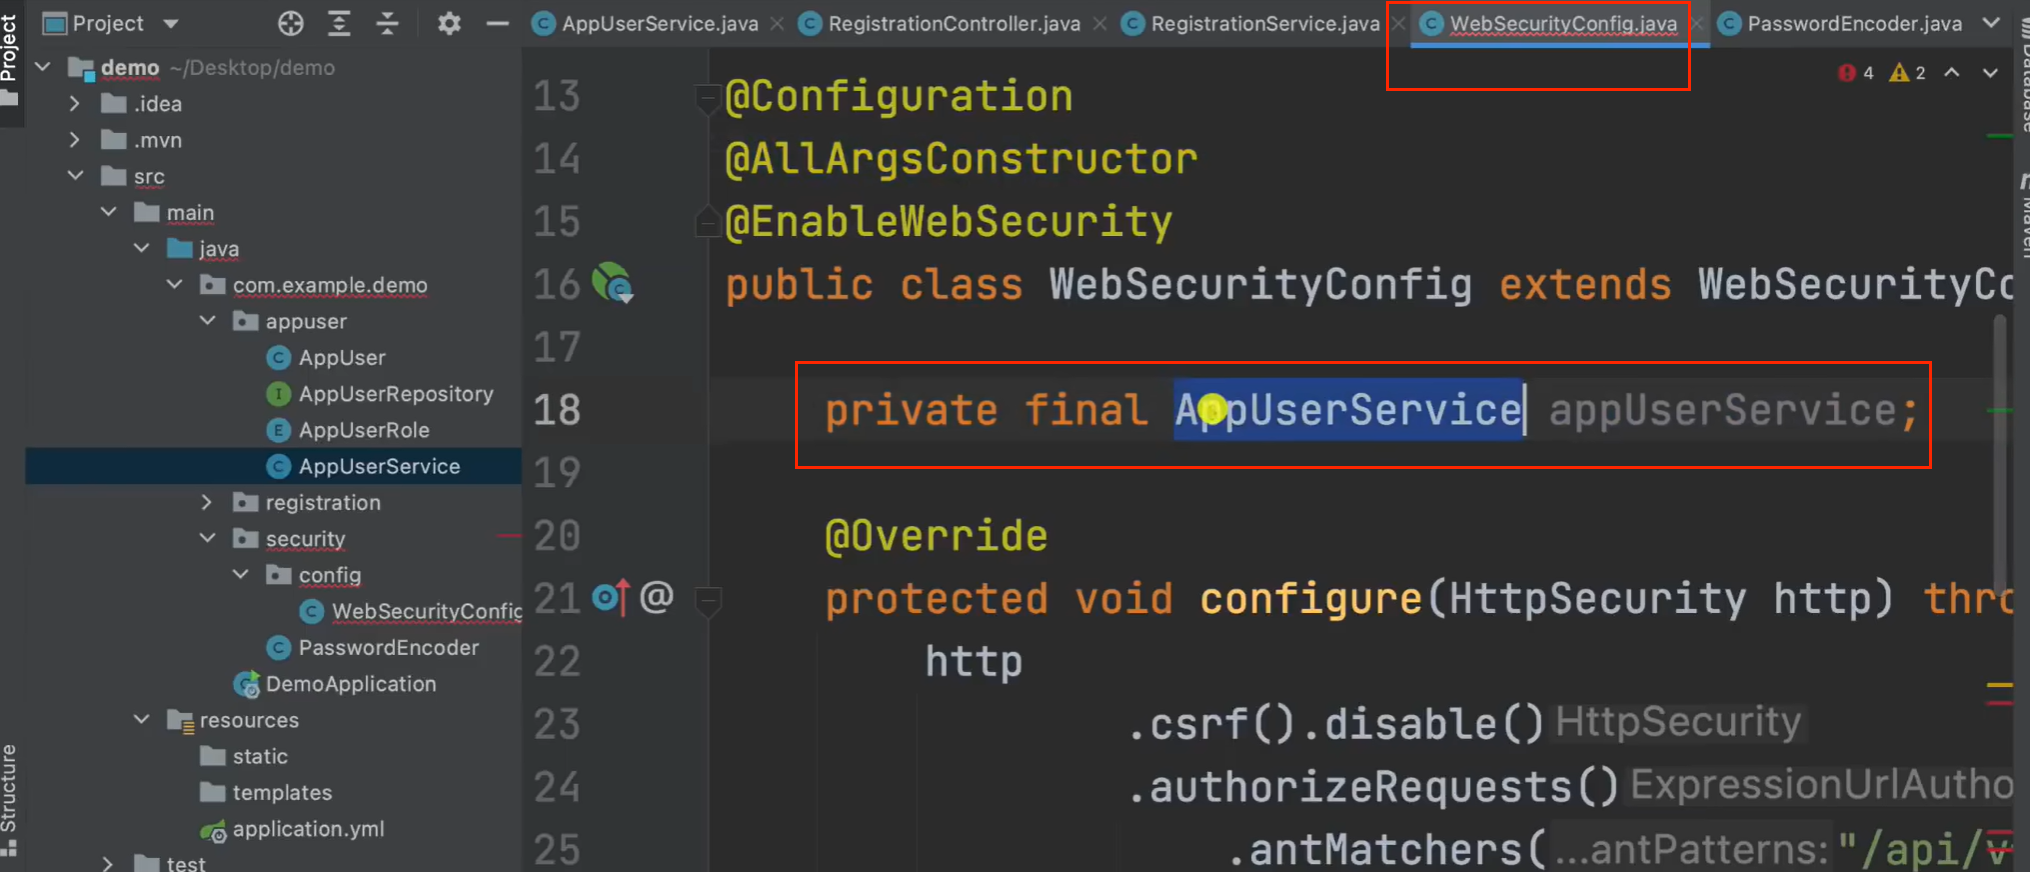 Project
Project
AppUserService.java
RegistrationController.java
RegistrationService.java
WebSecurityConfig.java
PasswordEncoder.java
demo ~/Desktop/demo
.idea
.mvn
src
main
java
com.example.demo
appuser
AppUser
AppUserRepository
AppUserRole
AppUserService
registration
security
config
WebSecurityConfig
PasswordEncoder
DemoApplication
resources
static
templates
application.yml
test
Structure
4 2
13 @Configuration
14 @AllArgsConstructor
15 @EnableWebSecurity
16 public class WebSecurityConfig extends WebSecurityCo
17
18 private final AppUserService appUserService;
19
20 @Override
21 @ protected void configure(HttpSecurity http) thro
22 http
23 .csrf().disable() HttpSecurity
24 .authorizeRequests() ExpressionUrlAutho
25 .antMatchers( ...antPatterns: "/api/v
Database
Maven